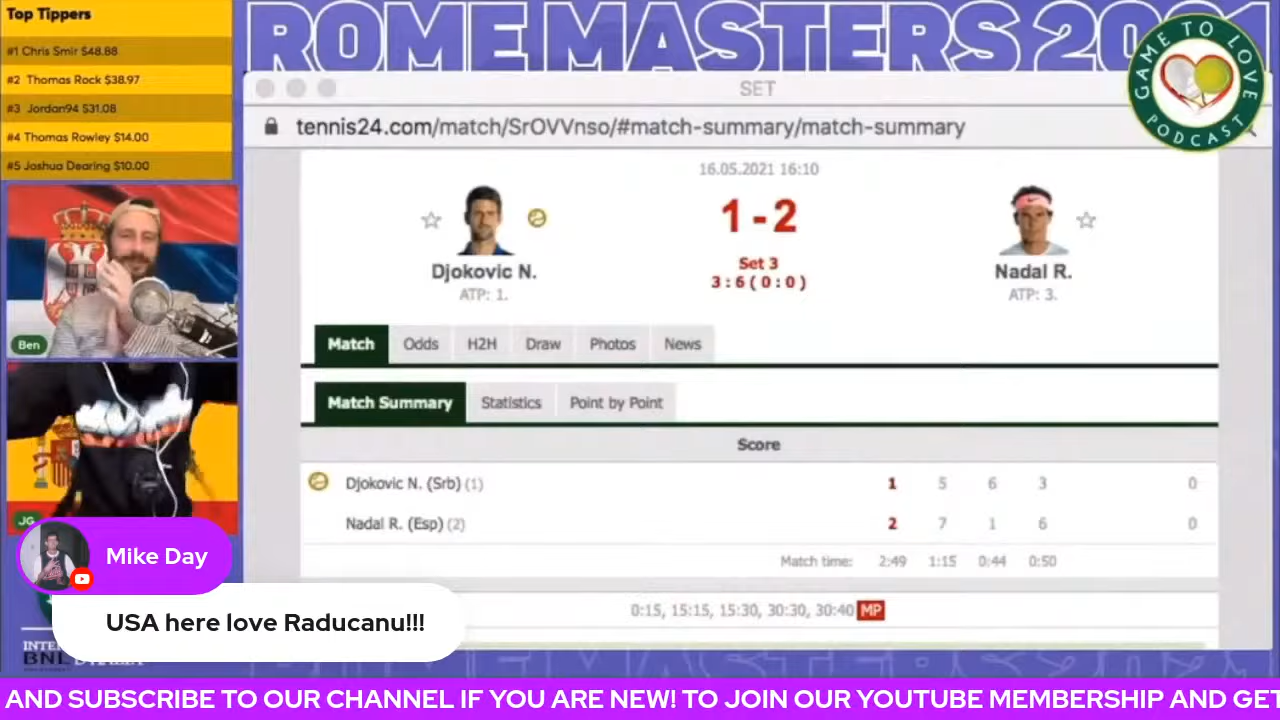 Top Tippers
#1 Chris Smir $48.88
#2 Thomas Rock $38.97
#3 Jordan94 $31.08
#4 Thomas Rowley $14.00
#5 Joshua Dearing $10.00
ROME MASTERS 2021
GAME TO LOVE
PODCAST
SET
tennis24.com/match/SrOVVnso/#match-summary/match-summary
16.05.2021 16:10
1 - 2
Djokovic N.
ATP: 1.
Set 3
3 : 6 ( 0 : 0 )
Nadal R.
ATP: 3.
Match Odds H2H Draw Photos News
Match Summary Statistics Point by Point
Score
Djokovic N. (Srb) (1) 1 5 6 3 0
Nadal R. (Esp) (2) 2 7 1 6 0
Match time: 2:49 1:15 0:44 0:50
0:15, 15:15, 15:30, 30:30, 30:40 MP
Ben
JG
Mike Day
USA here love Raducanu!!!
BNL
AND SUBSCRIBE TO OUR CHANNEL IF YOU ARE NEW! TO JOIN OUR YOUTUBE MEMBERSHIP AND GET